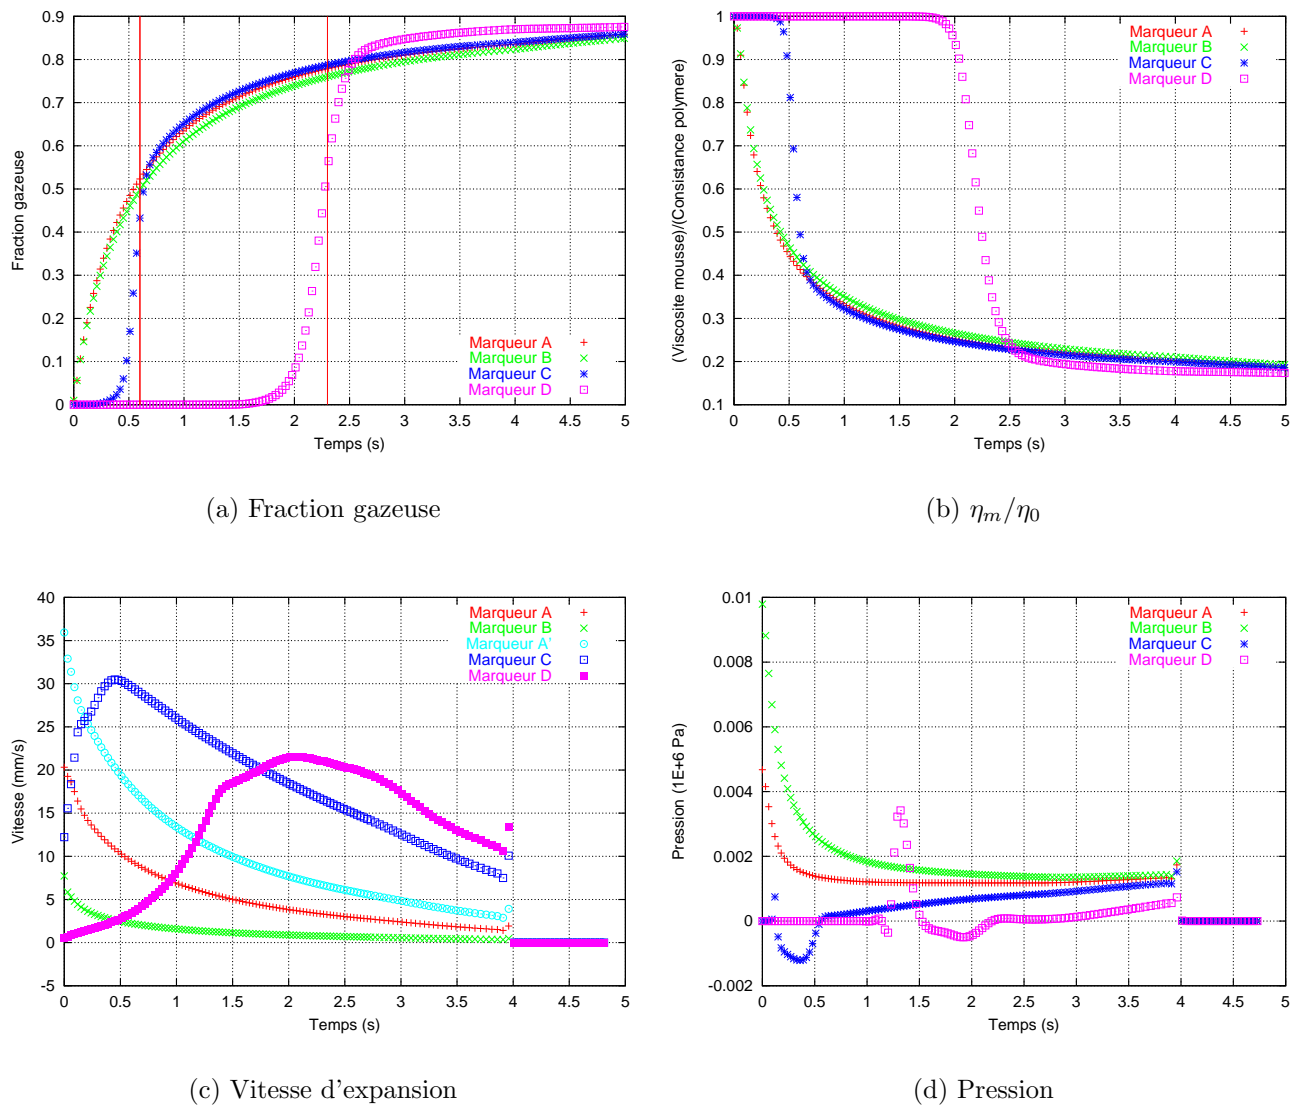 0.9
0.8
0.7
0.6
0.5
0.4
0.3
0.2
0.1
0
Fraction gazeuse
0 0.5 1 1.5 2 2.5 3 3.5 4 4.5 5
Temps (s)
Marqueur A
Marqueur B
Marqueur C
Marqueur D
(a) Fraction gazeuse
1
0.9
0.8
0.7
0.6
0.5
0.4
0.3
0.2
0.1
(Viscosite mousse)/(Consistance polymere)
0 0.5 1 1.5 2 2.5 3 3.5 4 4.5 5
Temps (s)
Marqueur A
Marqueur B
Marqueur C
Marqueur D
(b) ηm/η0
40
35
30
25
20
15
10
5
0
-5
Vitesse (mm/s)
0 0.5 1 1.5 2 2.5 3 3.5 4 4.5 5
Temps (s)
Marqueur A
Marqueur B
Marqueur A'
Marqueur C
Marqueur D
(c) Vitesse d'expansion
0.01
0.008
0.006
0.004
0.002
0
-0.002
Pression (1E+6 Pa)
0 0.5 1 1.5 2 2.5 3 3.5 4 4.5 5
Temps (s)
Marqueur A
Marqueur B
Marqueur C
Marqueur D
(d) Pression